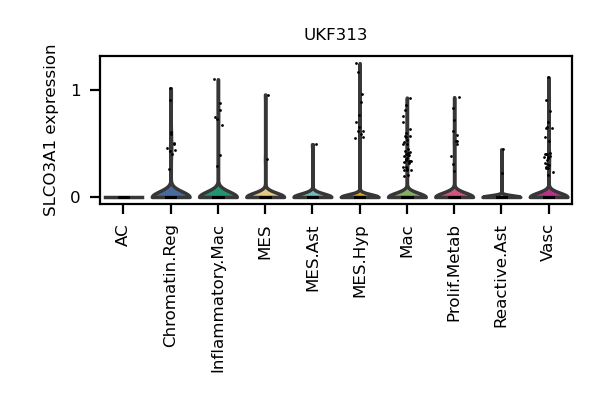 UKF313
SLCO3A1 expression
1
0
AC
Chromatin.Reg
Inflammatory.Mac
MES
MES.Ast
MES.Hyp
Mac
Prolif.Metab
Reactive.Ast
Vasc